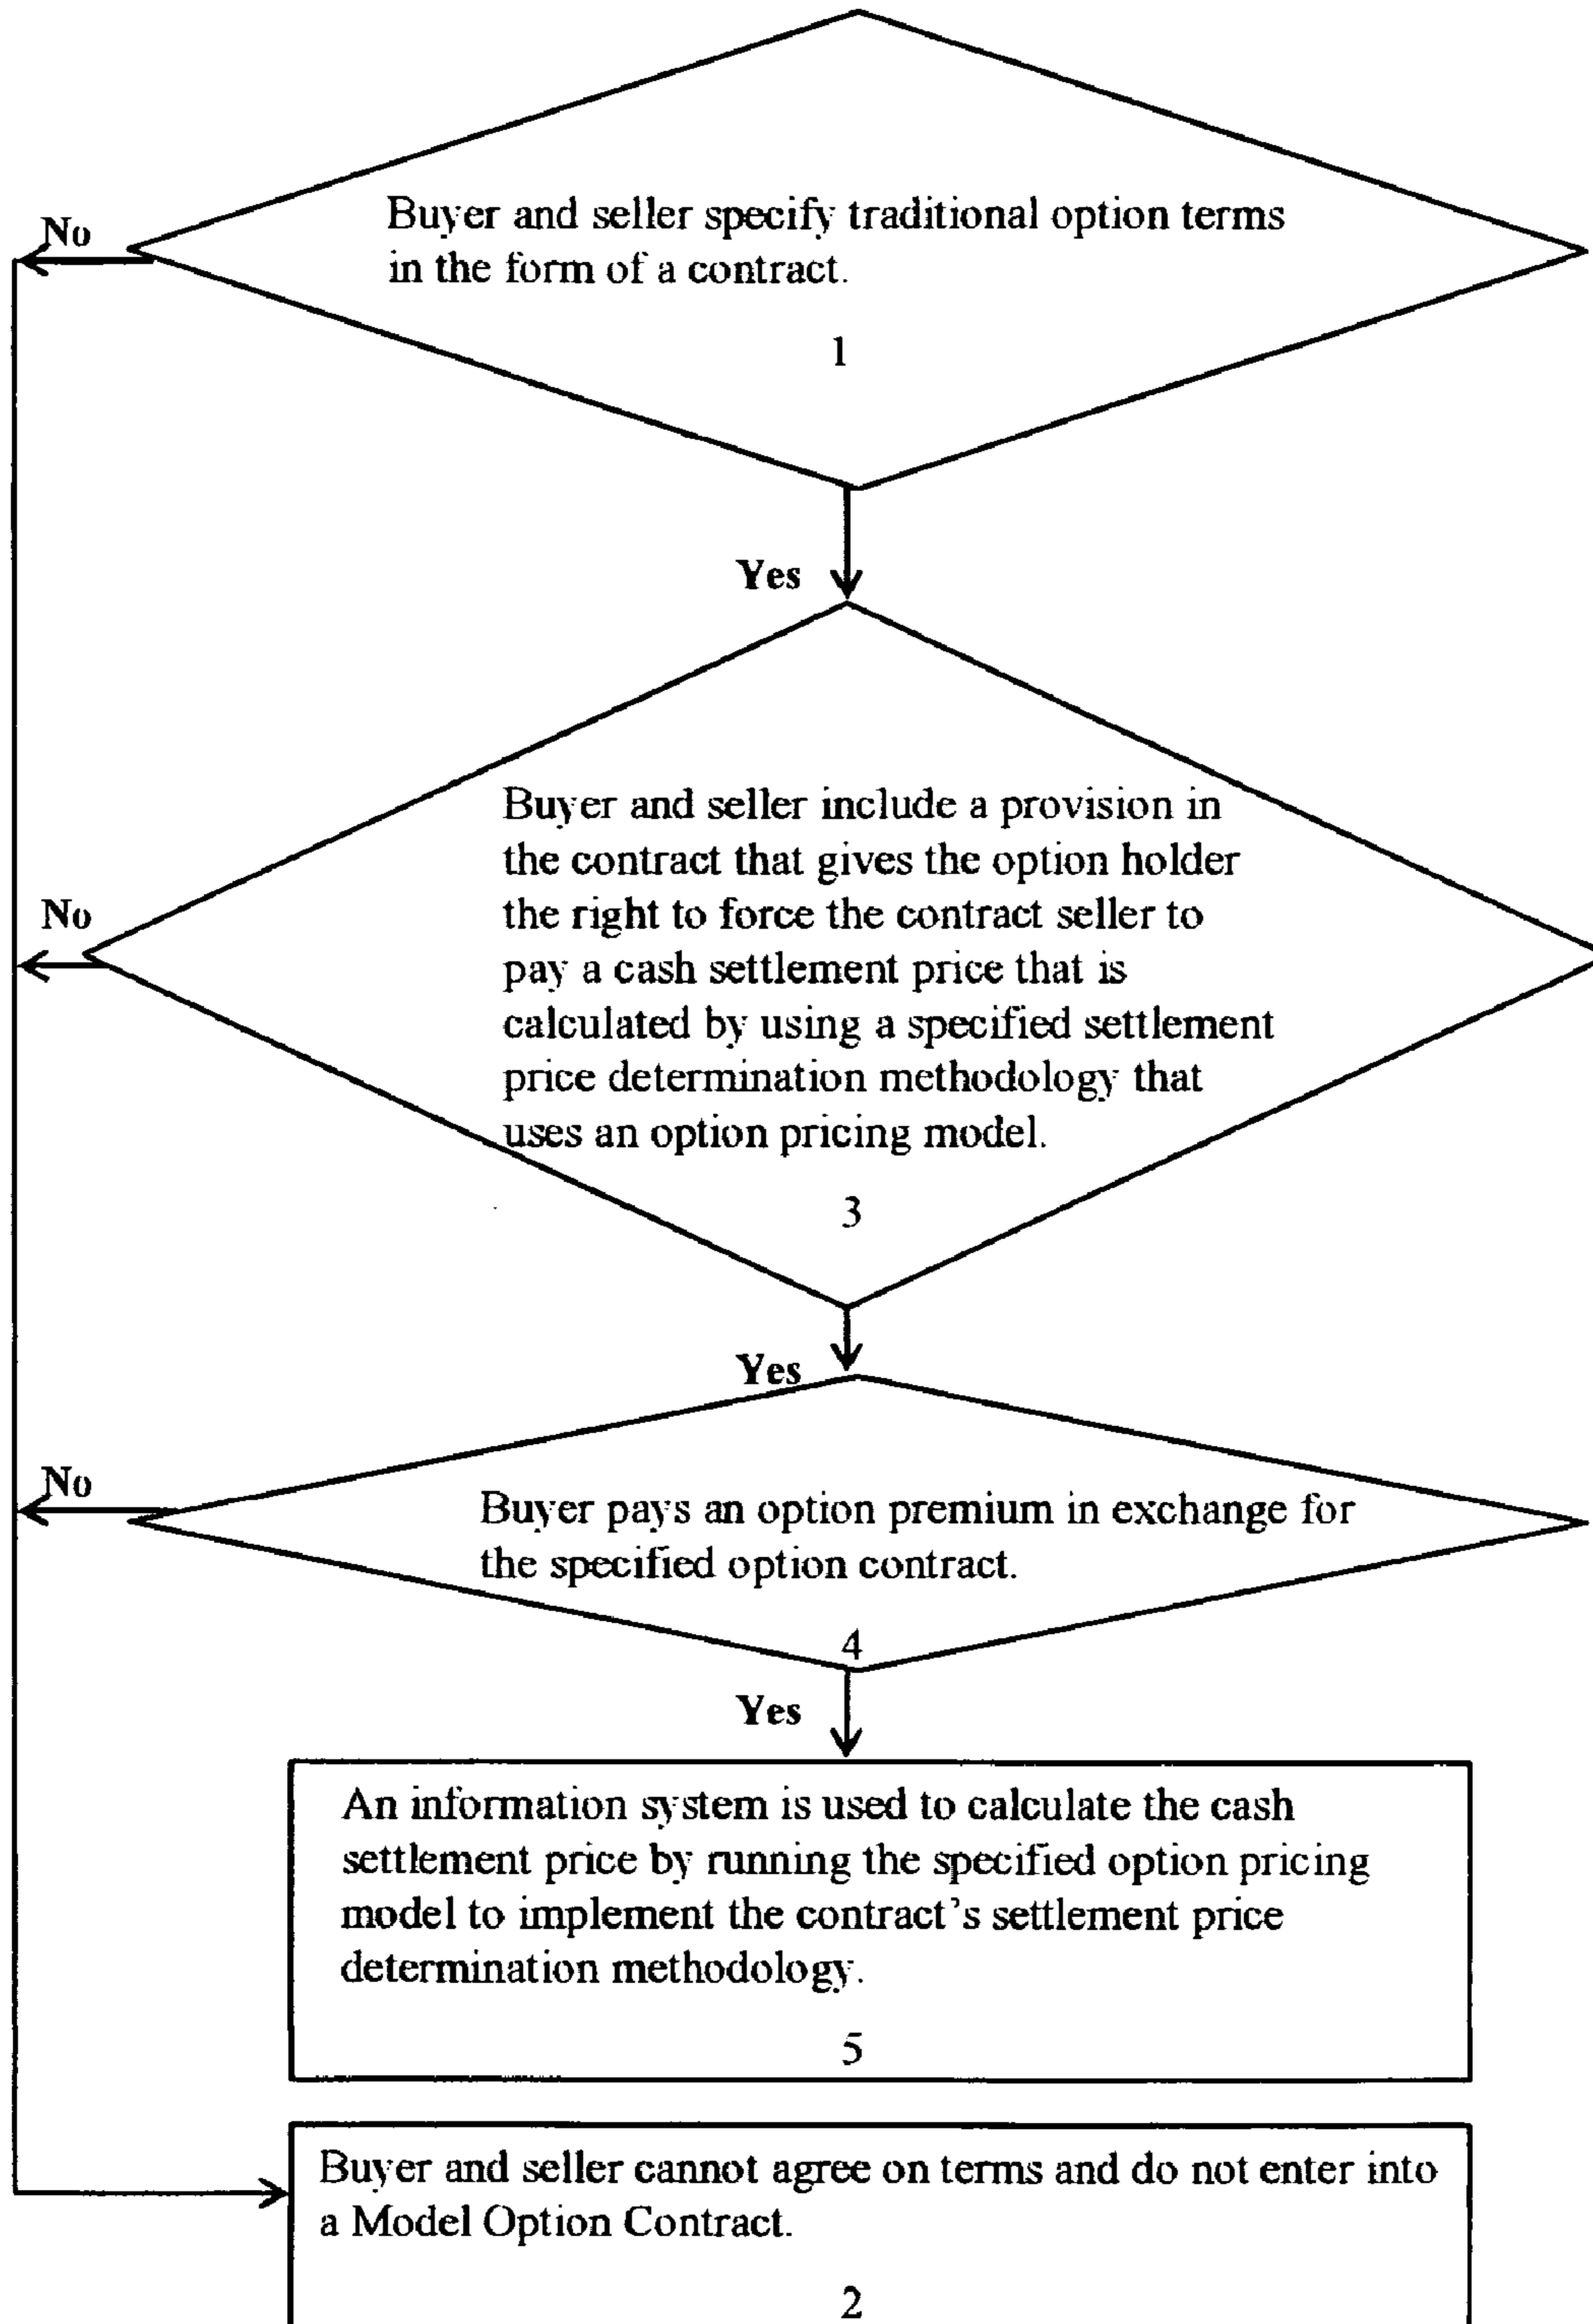 Buyer and seller specify traditional option terms
in the form of a contract.
No
1
Yes
Buyer and seller include a provision in
the contract that gives the option holder
the right to force the contract seller to
pay a cash settlement price that is
calculated by using a specified settlement
price determination methodology that
uses an option pricing model.
No
3
Yes
No
Buyer pays an option premium in exchange for
the specified option contract.
4
Yes
An information system is used to calculate the cash
settlement price by running the specified option pricing
model to implement the contract's settlement price
determination methodology.
5
Buyer and seller cannot agree on terms and do not enter into
a Model Option Contract.
2